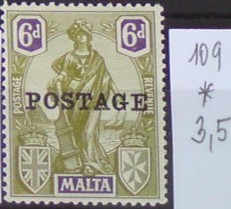 6d 6d
POSTAGE
REVENUE
POSTAGE
MALTA
109
*
3,5